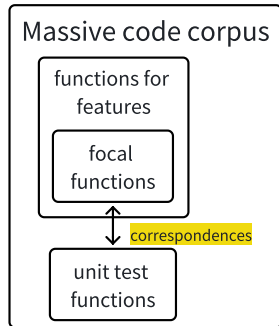 Massive code corpus
functions for
features
focal
functions
correspondences
unit test
functions